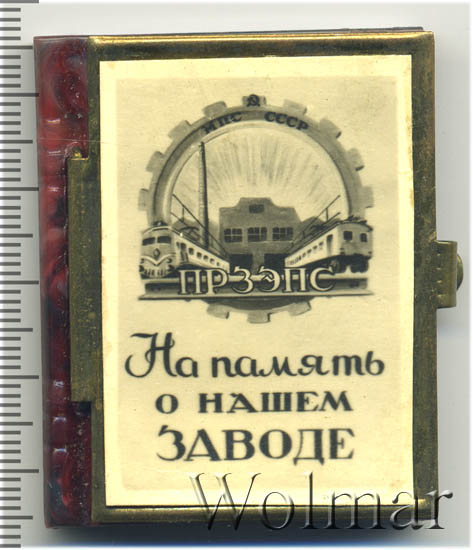 МПС СССР
ПРЗЭПС
На память
о нашем
ЗАВОДЕ
Wolmar